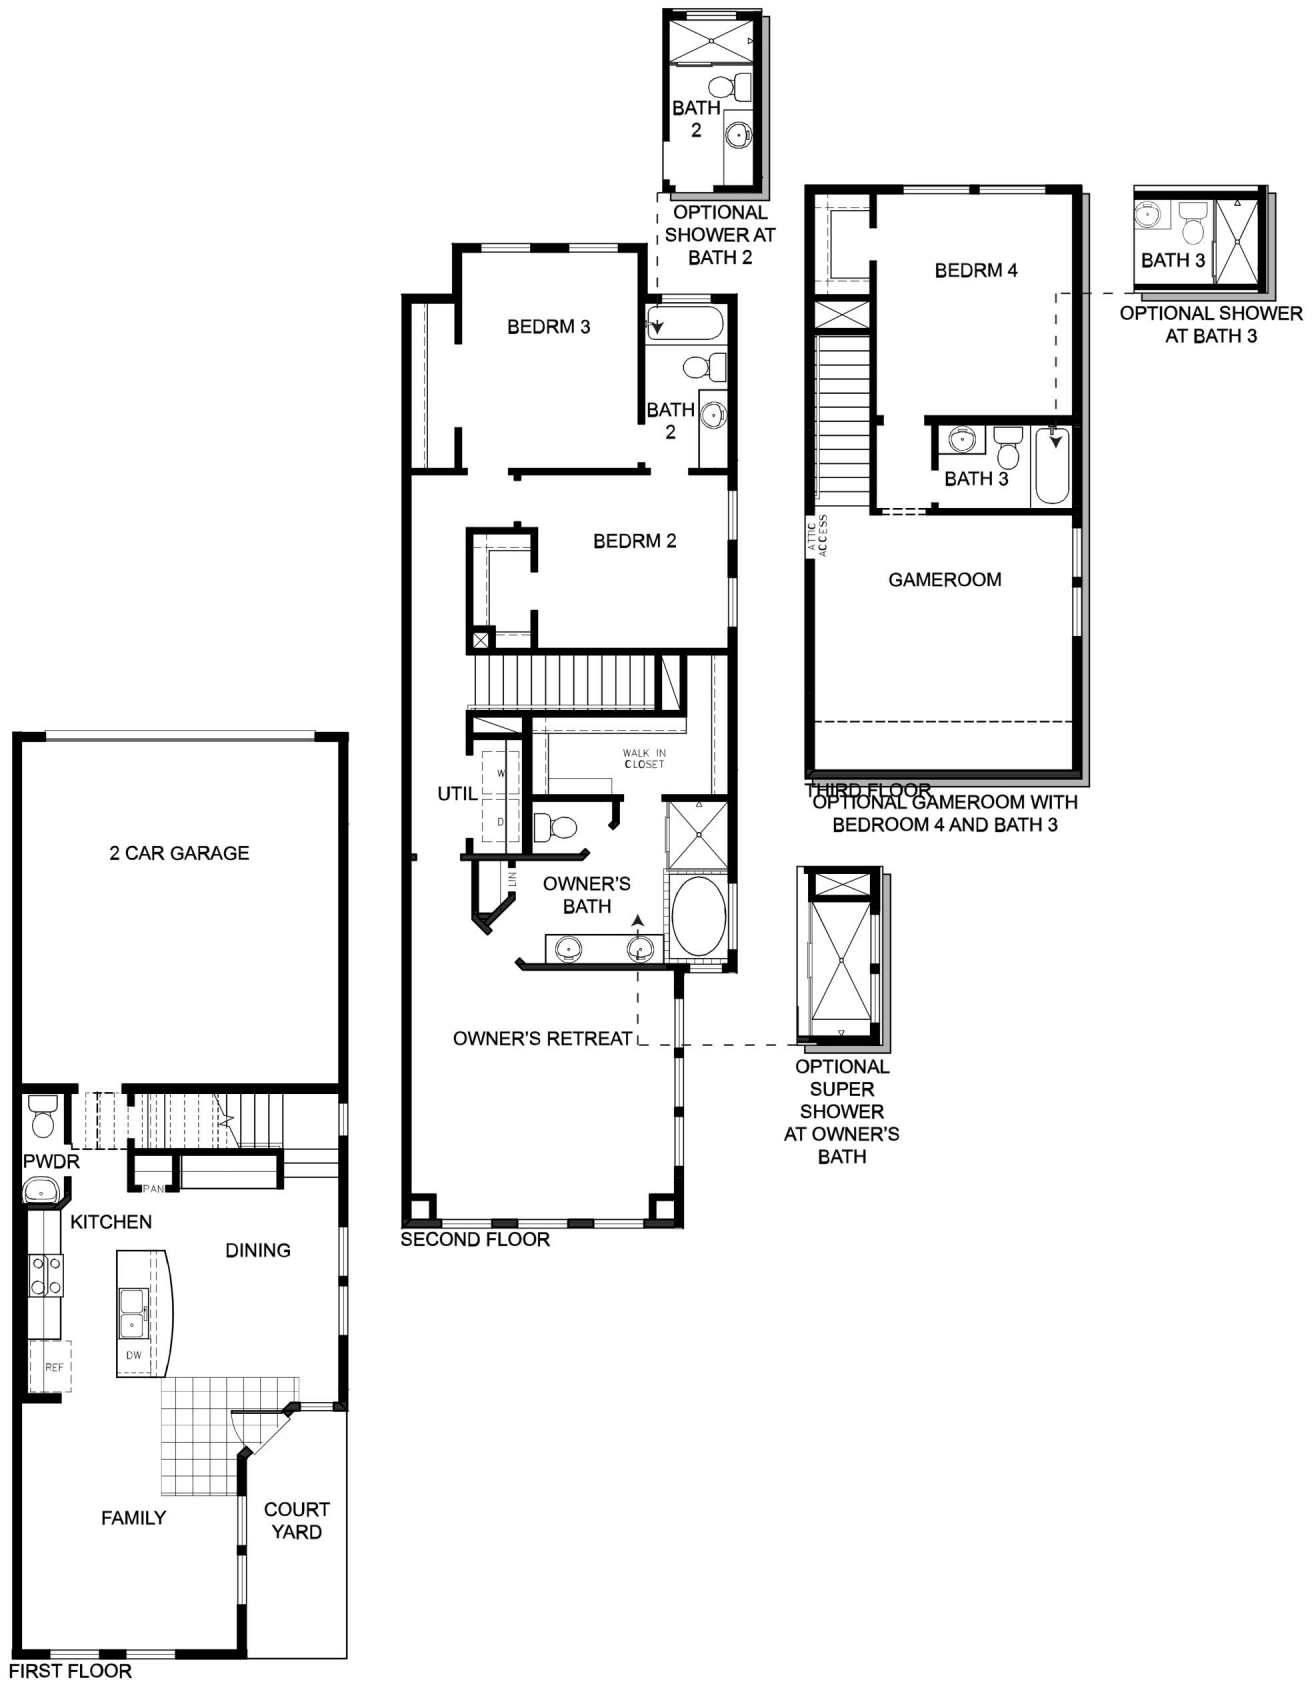 BATH
2
OPTIONAL
SHOWER AT
BATH 2
BEDRM 4
BATH 3
OPTIONAL SHOWER
AT BATH 3
BATH 3
ATTIC
ACCESS
GAMEROOM
THIRD FLOOR
OPTIONAL GAMEROOM WITH
BEDROOM 4 AND BATH 3
BEDRM 3
BATH
2
BEDRM 2
WALK IN
CLOSET
W
UTIL
D
LIN
OWNER'S
BATH
OWNER'S RETREAT
SECOND FLOOR
OPTIONAL
SUPER
SHOWER
AT OWNER'S
BATH
2 CAR GARAGE
PWDR
PAN
KITCHEN
DINING
DW
REF
FAMILY
COURT
YARD
FIRST FLOOR